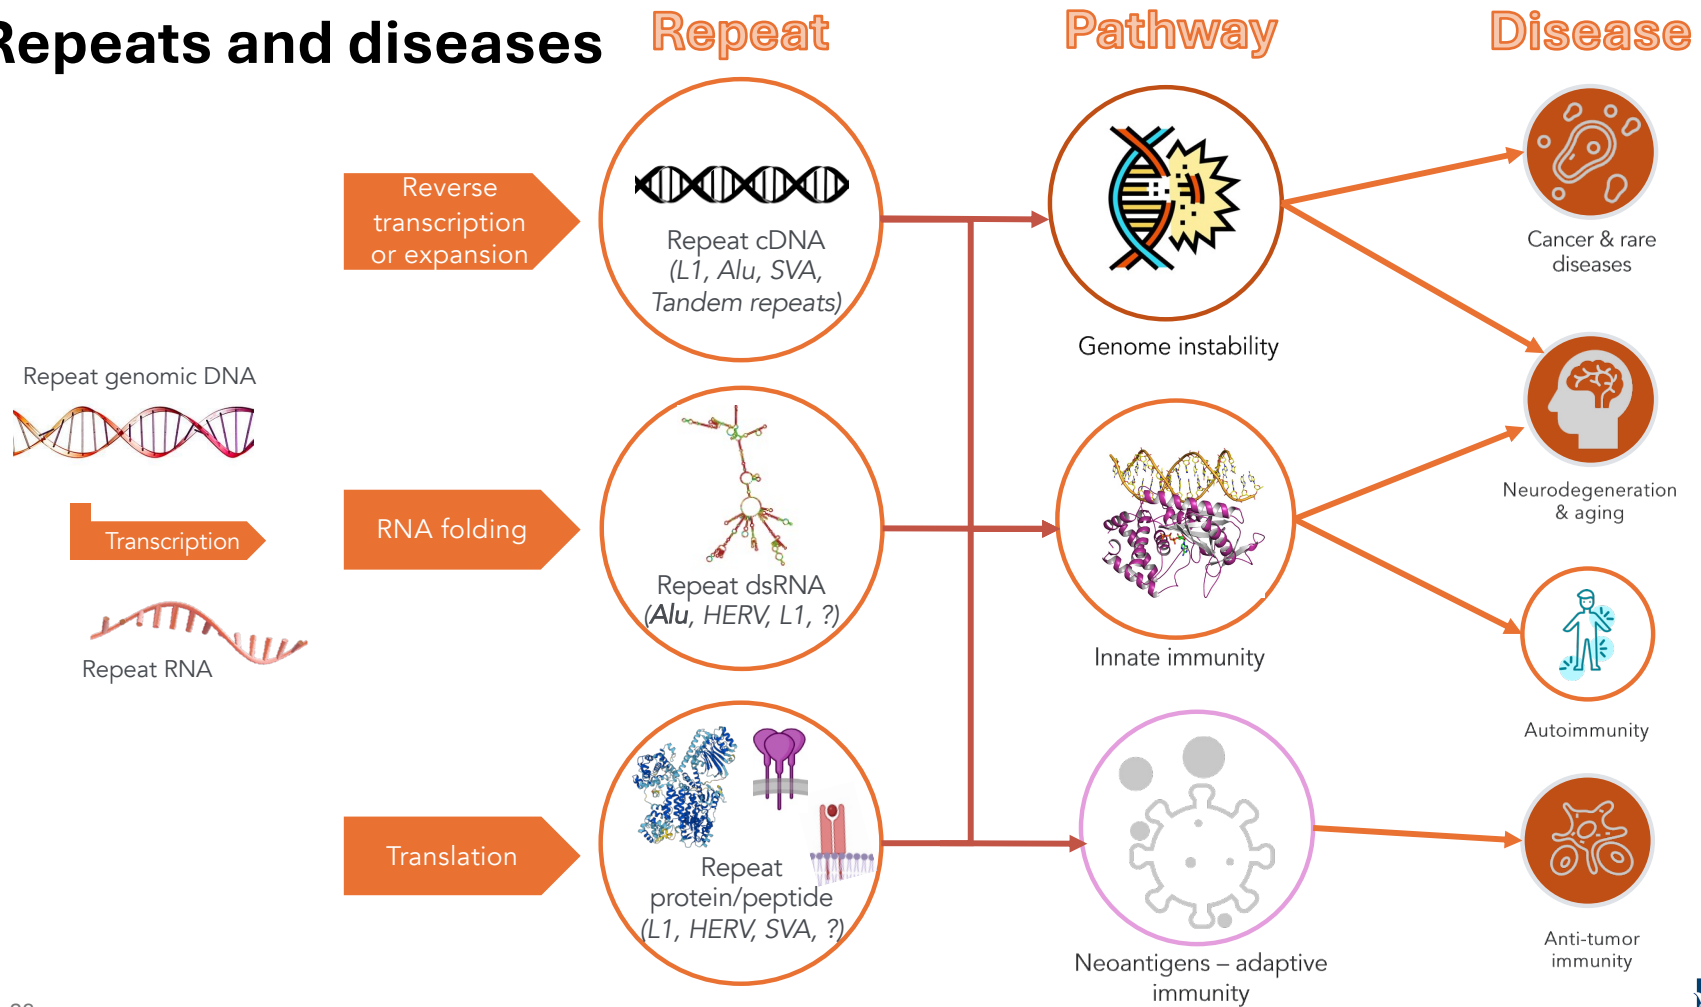 Repeats and diseases
Repeat
Pathway
Disease
Reverse
transcription
or expansion
Repeat cDNA
(L1, Alu, SVA,
Tandem repeats)
Genome instability
Cancer & rare
diseases
Repeat genomic DNA
Transcription
Repeat RNA
RNA folding
Repeat dsRNA
(Alu, HERV, L1, ?)
Innate immunity
Neurodegeneration
& aging
Autoimmunity
Translation
Repeat
protein/peptide
(L1, HERV, SVA, ?)
Neoantigens – adaptive
immunity
Anti-tumor
immunity